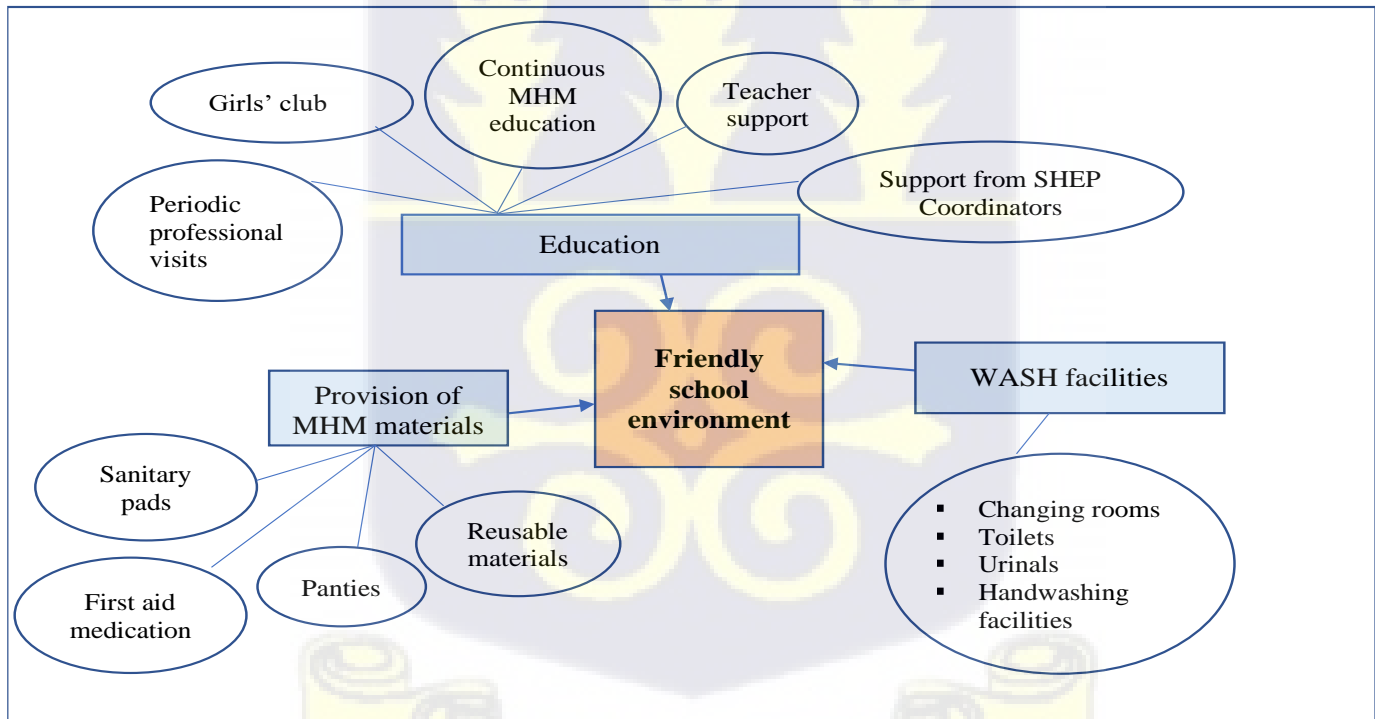 Girls' club
Continuous
MHM
education
Teacher
support
Periodic
professional
visits
Support from SHEP
Coordinators
Education
Friendly
school
environment
WASH facilities
Provision of
MHM materials
Sanitary
pads
First aid
medication
Panties
Reusable
materials
▪ Changing rooms
▪ Toilets
▪ Urinals
▪ Handwashing
facilities